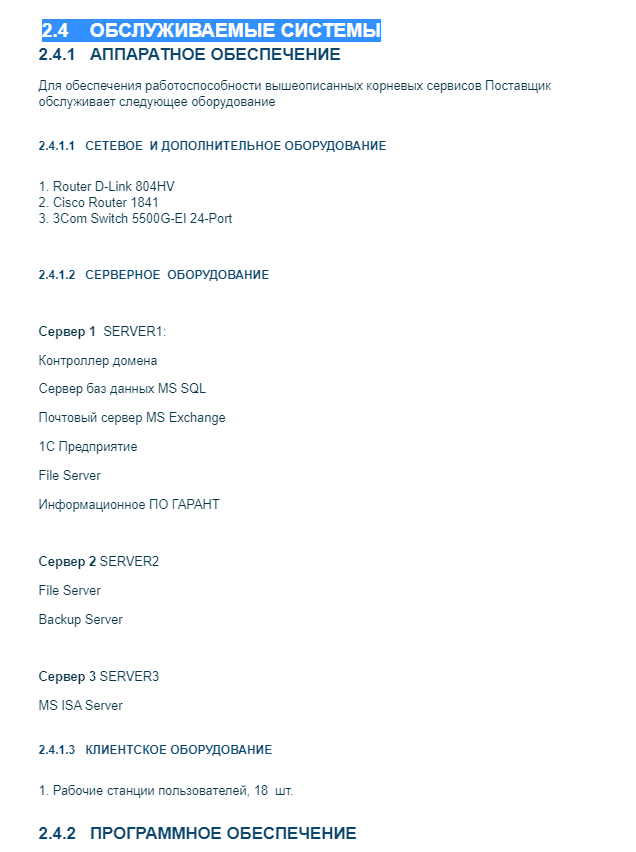 2.4 ОБСЛУЖИВАЕМЫЕ СИСТЕМЫ
2.4.1 АППАРАТНОЕ ОБЕСПЕЧЕНИЕ
Для обеспечения работоспособности вышеописанных корневых сервисов Поставщик
обслуживает следующее оборудование
2.4.1.1 СЕТЕВОЕ И ДОПОЛНИТЕЛЬНОЕ ОБОРУДОВАНИЕ
1. Router D-Link 804HV
2. Cisco Router 1841
3. 3Com Switch 5500G-EI 24-Port
2.4.1.2 СЕРВЕРНОЕ ОБОРУДОВАНИЕ
Сервер 1 SERVER1:
Контроллер домена
Сервер баз данных MS SQL
Почтовый сервер MS Exchange
1С Предприятие
File Server
Информационное ПО ГАРАНТ
Сервер 2 SERVER2
File Server
Backup Server
Сервер 3 SERVER3
MS ISA Server
2.4.1.3 КЛИЕНТСКОЕ ОБОРУДОВАНИЕ
1. Рабочие станции пользователей, 18 шт.
2.4.2 ПРОГРАММНОЕ ОБЕСПЕЧЕНИЕ